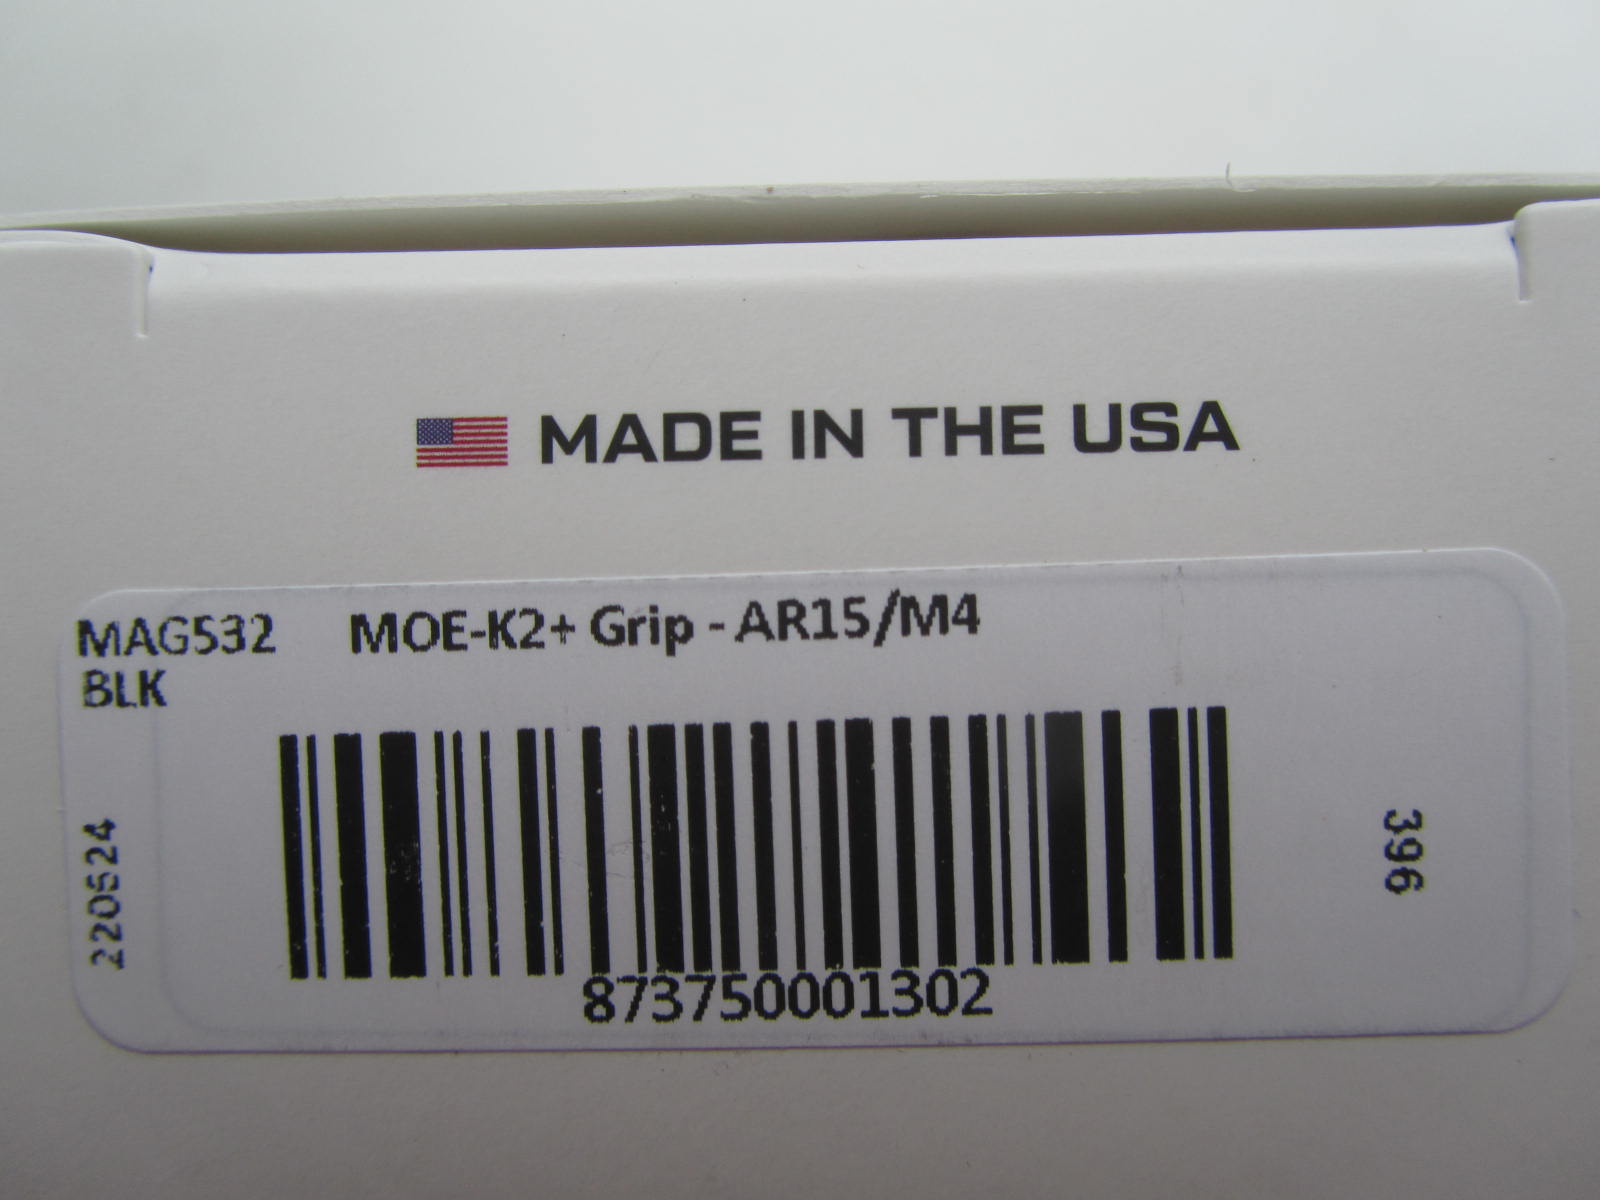 MADE IN THE USA
MAG532 MOE-K2+ Grip - AR15/M4
BLK
220524
396
873750001302